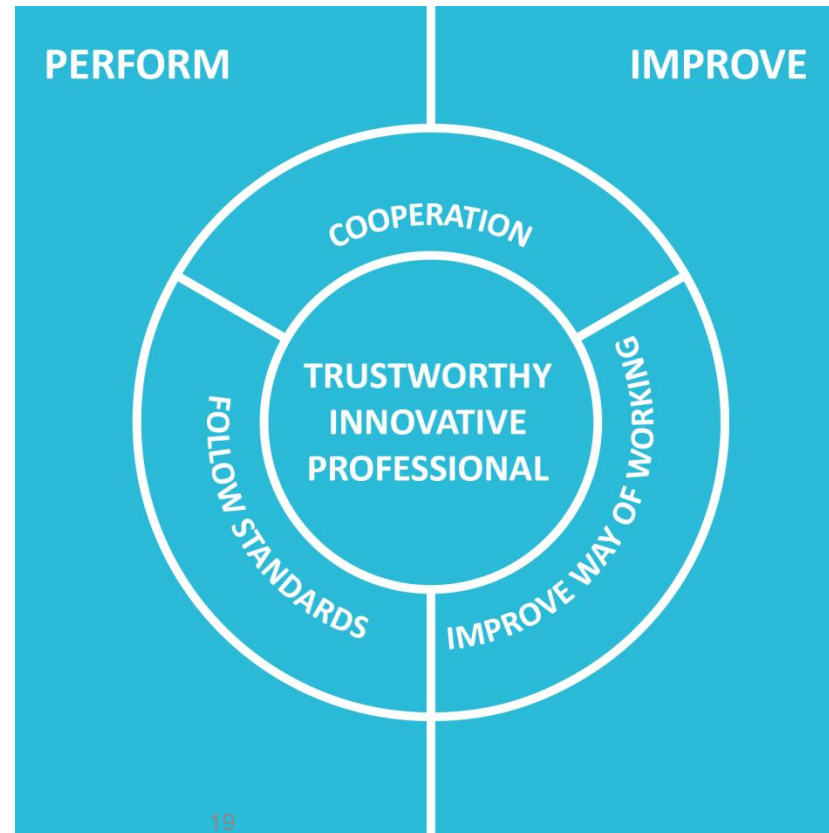 PERFORM
IMPROVE
COOPERATION
TRUSTWORTHY
INNOVATIVE
PROFESSIONAL
FOLLOW STANDARDS
IMPROVE WAY OF WORKING
19